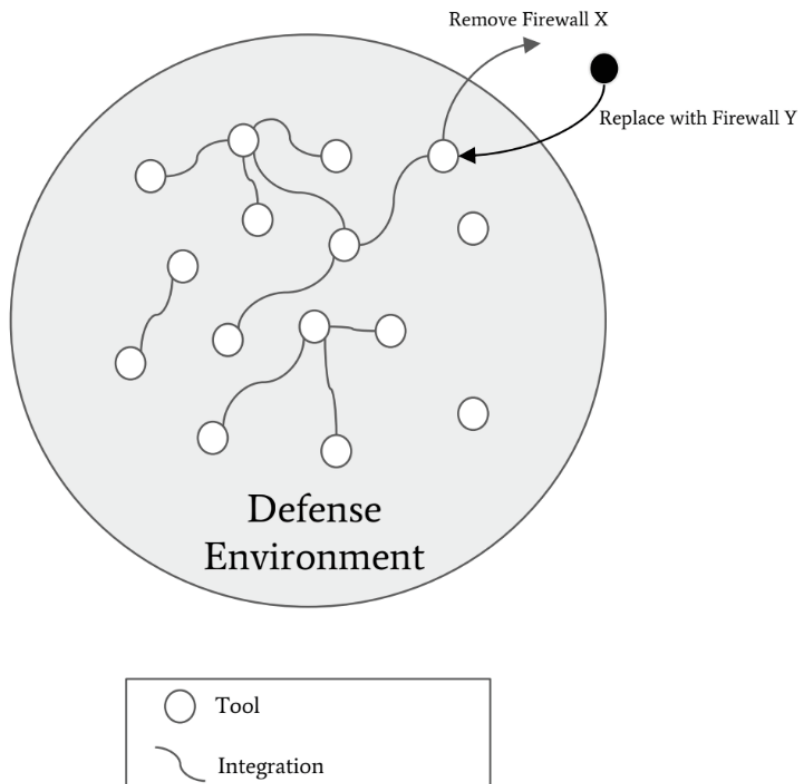 Remove Firewall X
Replace with Firewall Y
Defense
Environment
Tool
Integration